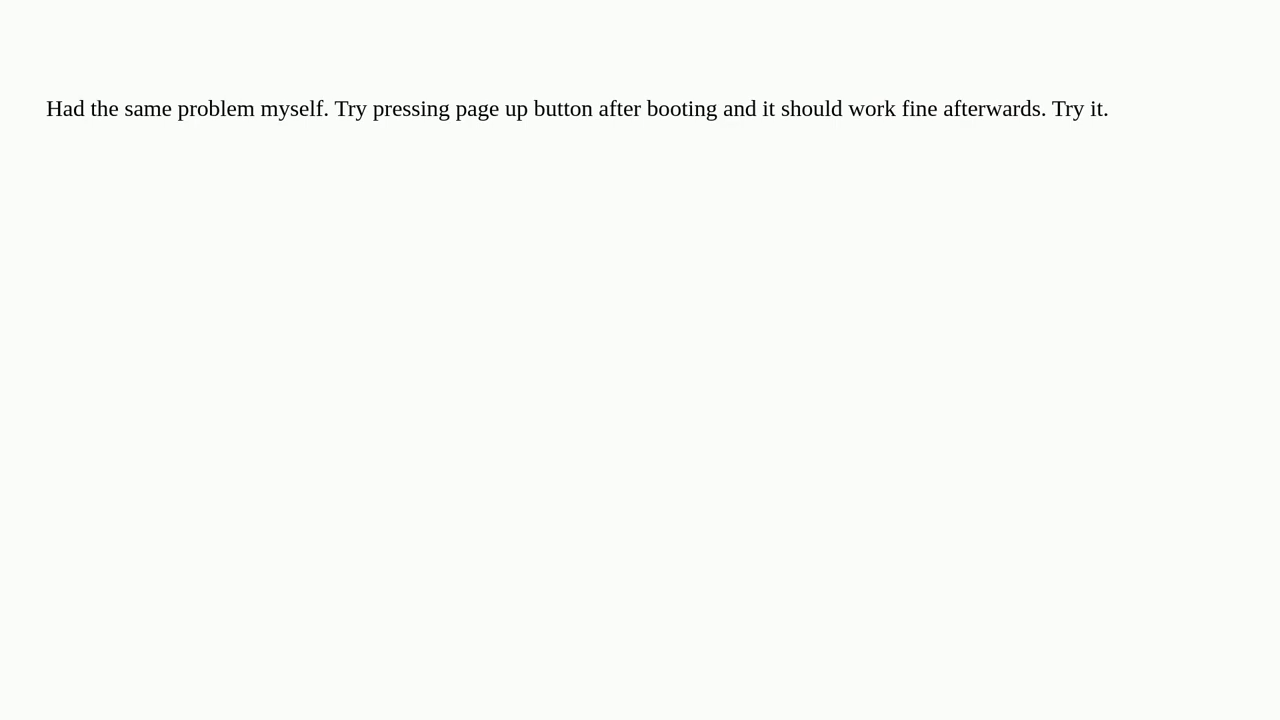 Had the same problem myself. Try pressing page up button after booting and it should work fine afterwards. Try it.